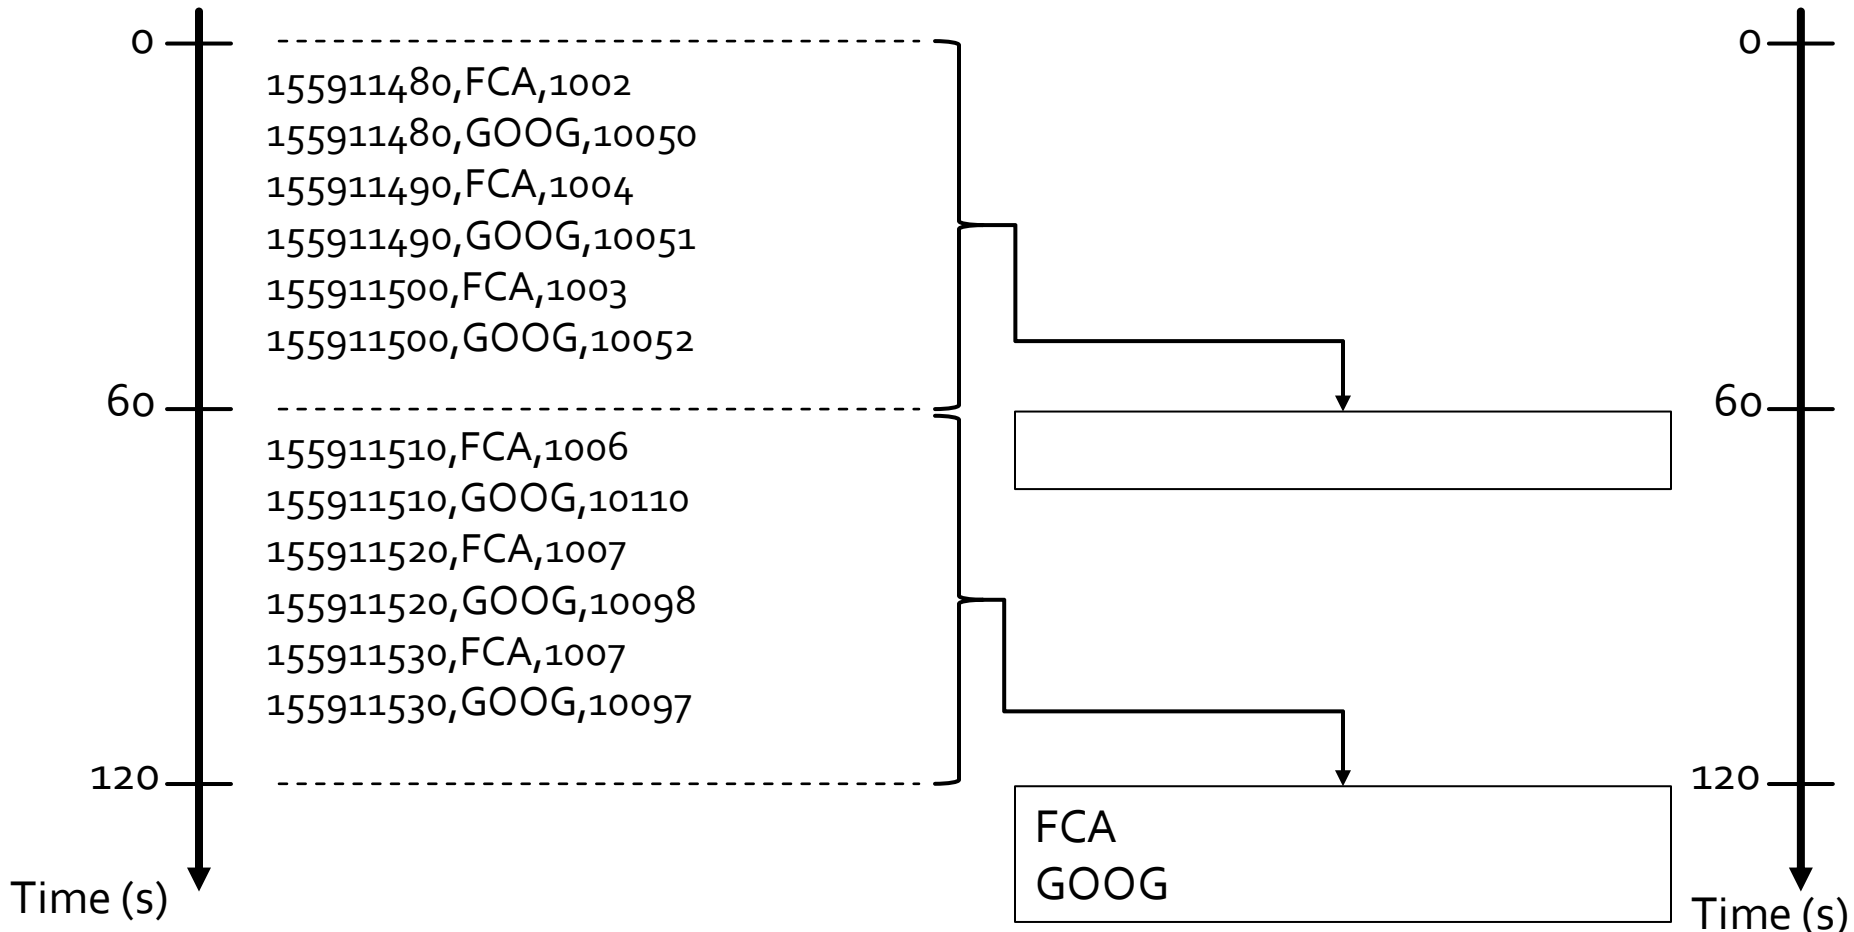 0
155911480,FCA,1002
155911480,GOOG,10050
155911490,FCA,1004
155911490,GOOG,10051
155911500,FCA,1003
155911500,GOOG,10052
60
155911510,FCA,1006
155911510,GOOG,10110
155911520,FCA,1007
155911520,GOOG,10098
155911530,FCA,1007
155911530,GOOG,10097
120
Time (s)
FCA
GOOG
0
60
120
Time (s)